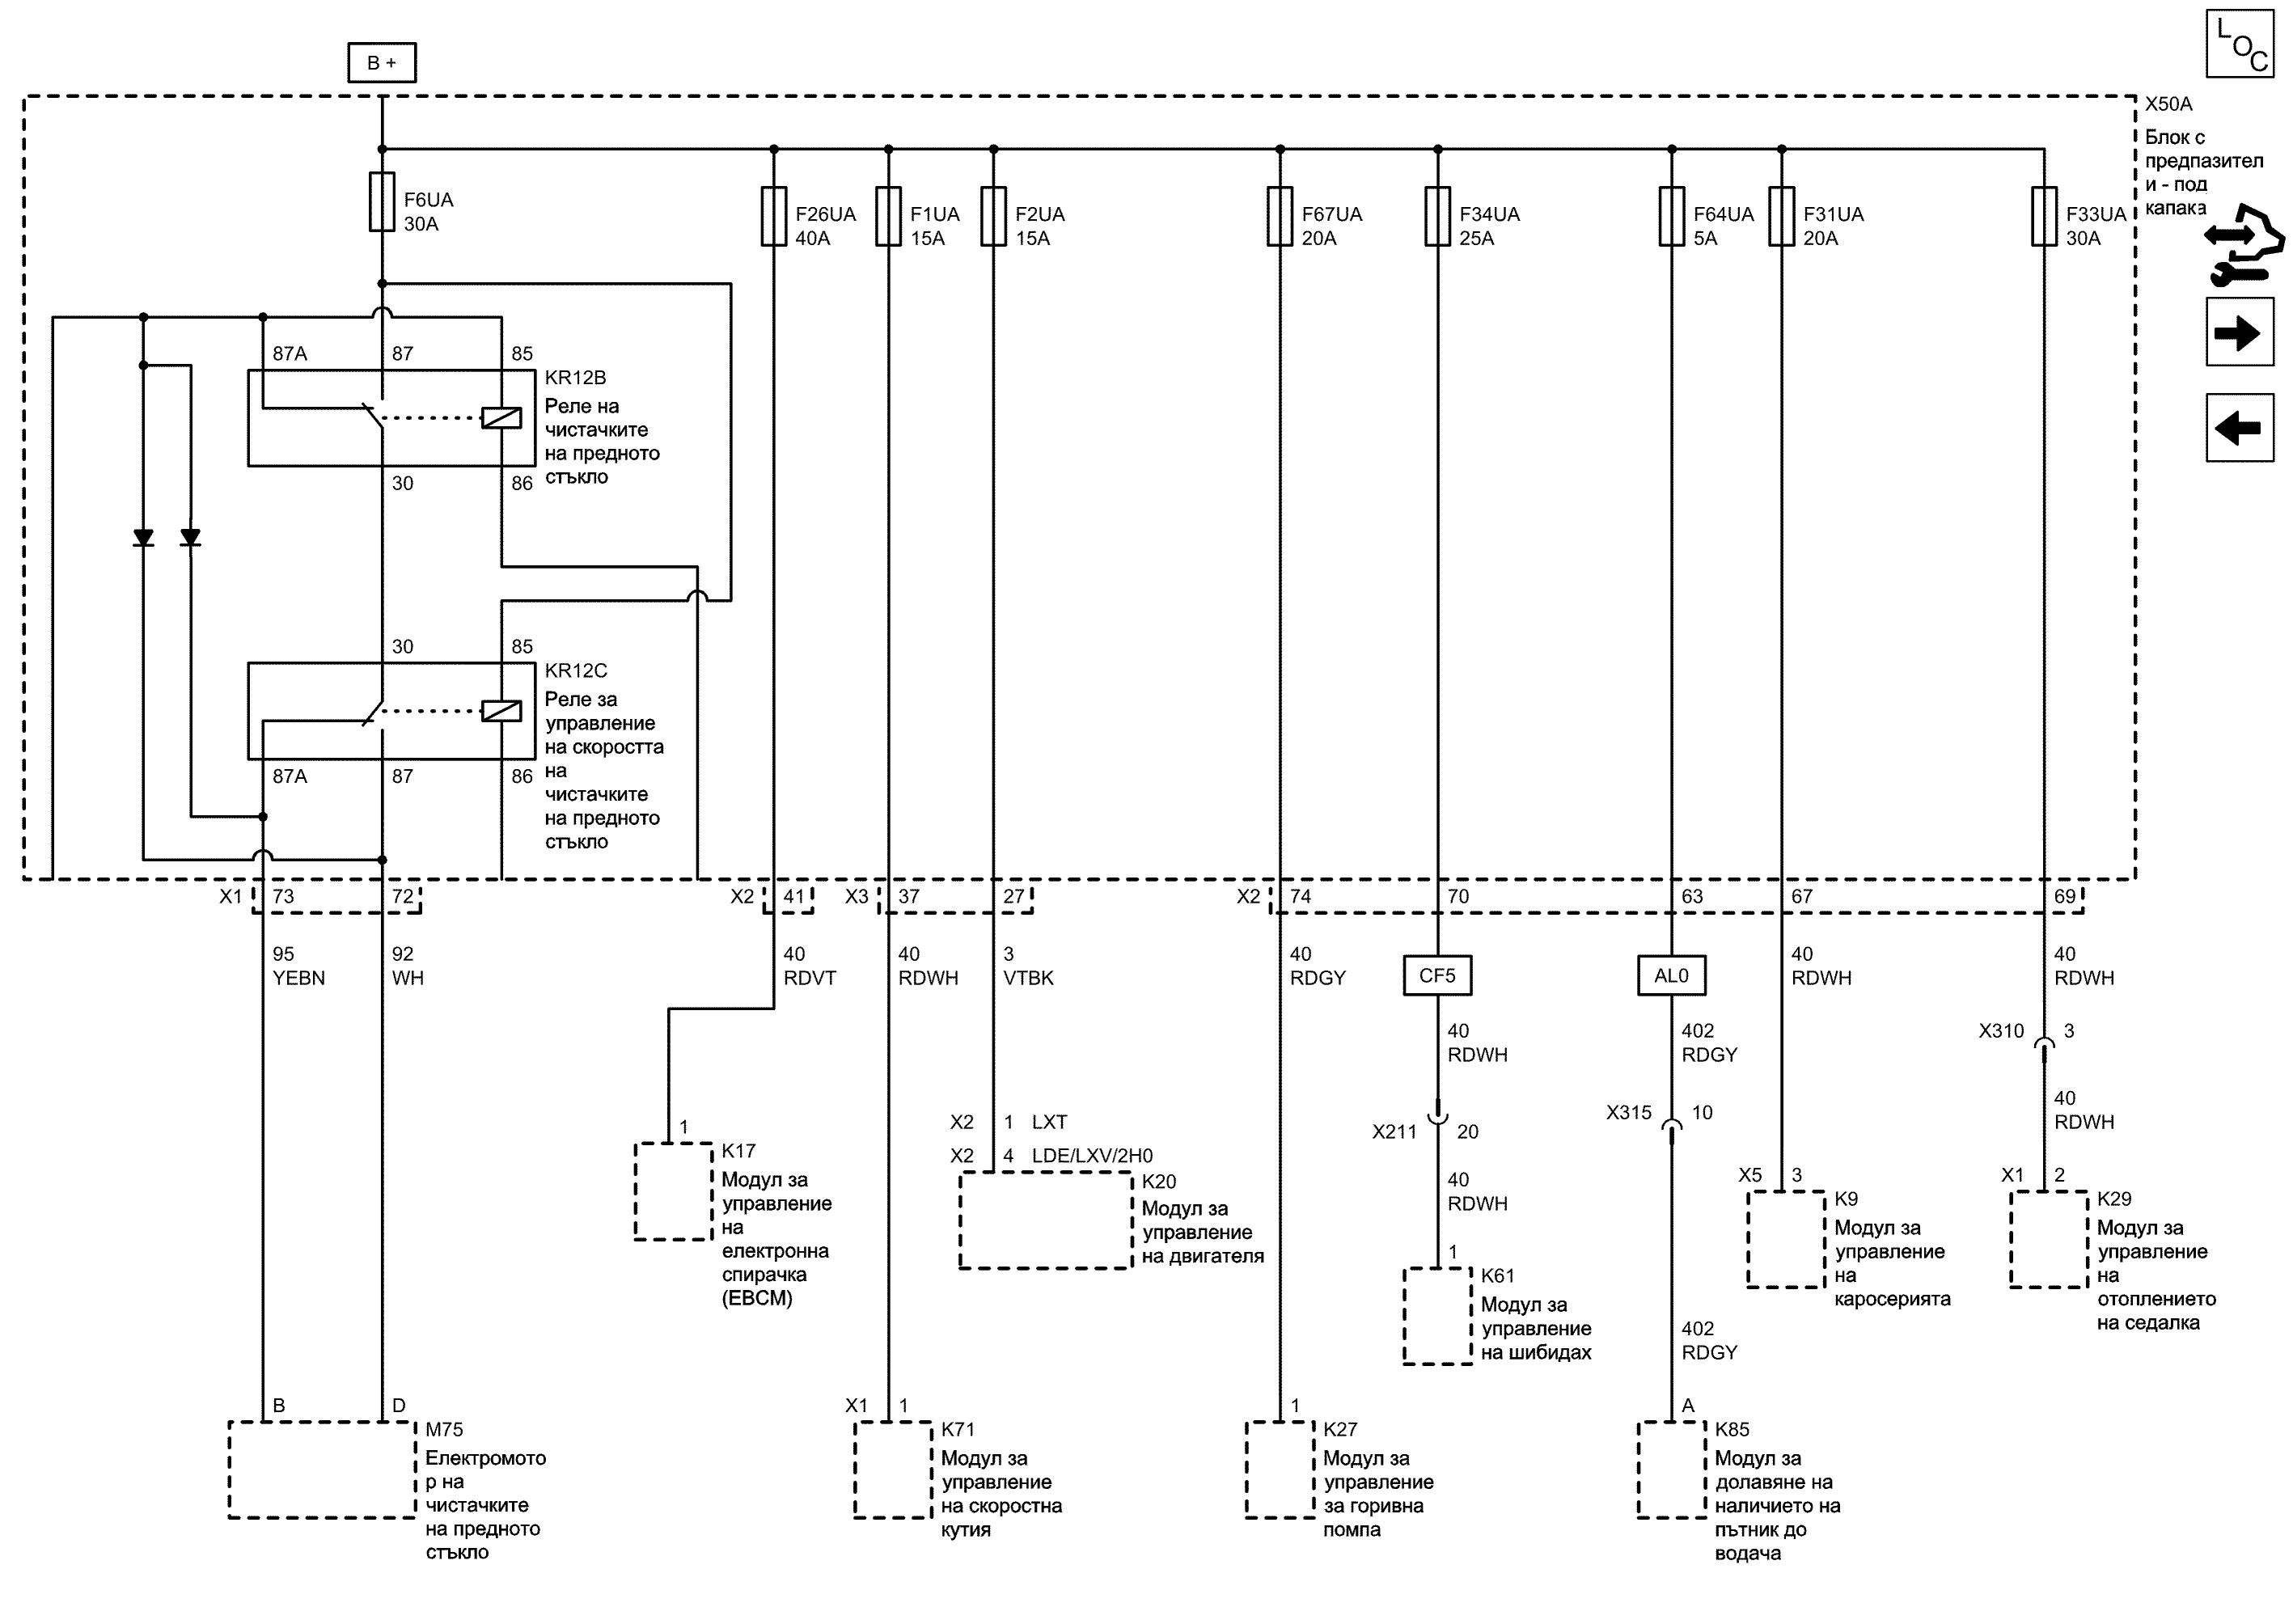 B +
L
O
C
X50A
Блок с
предпазител
и - под
капака
F6UA
30A
F26UA
40A
F1UA
15A
F2UA
15A
F67UA
20A
F34UA
25A
F64UA
5A
F31UA
20A
F33UA
30A
87A
87
85
KR12B
Реле на
чистачките
на предното
стъкло
30
86
30
85
KR12C
Реле за
управление
на скоростта
на
чистачките
на предното
стъкло
87A
87
86
X1
73
72
X2
41
X3
37
27
X2
74
70
63
67
69
95
YEBN
92
WH
40
RDVT
40
RDWH
3
VTBK
40
RDGY
CF5
AL0
40
RDWH
40
RDWH
40
RDWH
402
RDGY
X310
3
X211
20
X315
10
40
RDWH
40
RDWH
X2
1
LXT
X2
4
LDE/LXV/2H0
1
K17
Модул за
управление
на
електронна
спирачка
(EBCM)
K20
Модул за
управление
на двигателя
1
K61
Модул за
управление
на шибидах
402
RDGY
X5
3
K9
Модул за
управление
на
каросерията
X1
2
K29
Модул за
управление
на
отоплението
на седалка
B
D
M75
Електромото
р на
чистачките
на предното
стъкло
X1
1
K71
Модул за
управление
на скоростна
кутия
1
K27
Модул за
управление
за горивна
помпа
A
K85
Модул за
долавяне на
наличието на
пътник до
водача